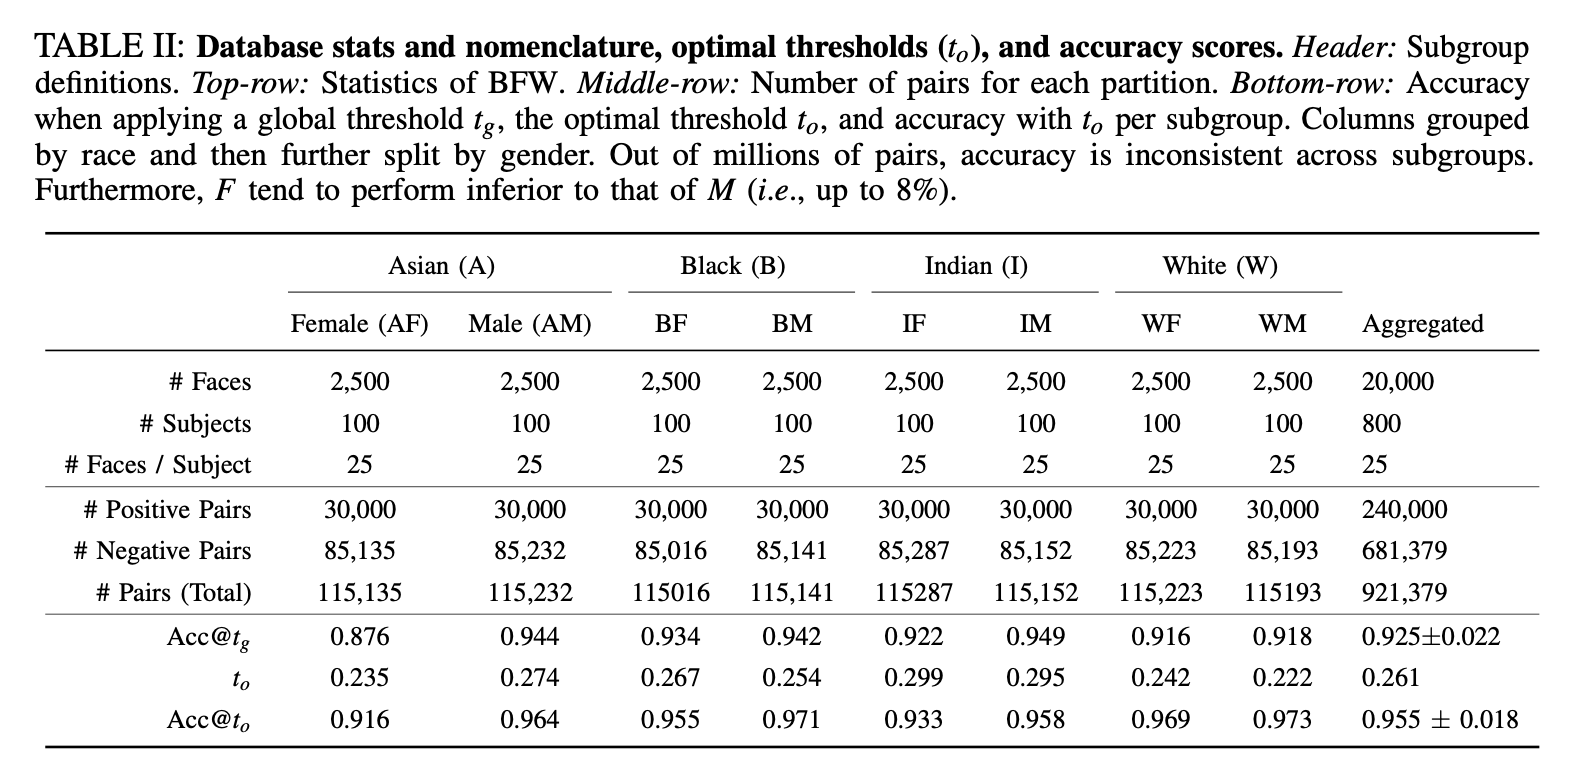 TABLE II: Database stats and nomenclature, optimal thresholds (to), and accuracy scores. Header: Subgroup
definitions. Top-row: Statistics of BFW. Middle-row: Number of pairs for each partition. Bottom-row: Accuracy
when applying a global threshold tg, the optimal threshold to, and accuracy with to per subgroup. Columns grouped
by race and then further split by gender. Out of millions of pairs, accuracy is inconsistent across subgroups.
Furthermore, F tend to perform inferior to that of M (i.e., up to 8%).
Asian (A) Black (B) Indian (I) White (W)
Female (AF) Male (AM) BF BM IF IM WF WM Aggregated
# Faces 2,500 2,500 2,500 2,500 2,500 2,500 2,500 2,500 20,000
# Subjects 100 100 100 100 100 100 100 100 800
# Faces / Subject 25 25 25 25 25 25 25 25 25
# Positive Pairs 30,000 30,000 30,000 30,000 30,000 30,000 30,000 30,000 240,000
# Negative Pairs 85,135 85,232 85,016 85,141 85,287 85,152 85,223 85,193 681,379
# Pairs (Total) 115,135 115,232 115016 115,141 115287 115,152 115,223 115193 921,379
Acc@tg 0.876 0.944 0.934 0.942 0.922 0.949 0.916 0.918 0.925±0.022
to 0.235 0.274 0.267 0.254 0.299 0.295 0.242 0.222 0.261
Acc@to 0.916 0.964 0.955 0.971 0.933 0.958 0.969 0.973 0.955 ± 0.018